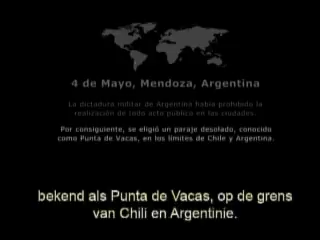 4 de Mayo, Mendoza, Argentina
La dictadura militar de Argentina había prohibido la
realización de todo acto público en las ciudades.
Por consiguiente, se eligió un paraje desolado, conocido
como Punta de Vacas, en los límites de Chile y Argentina.
bekend als Punta de Vacas, op de grens
van Chili en Argentinie.